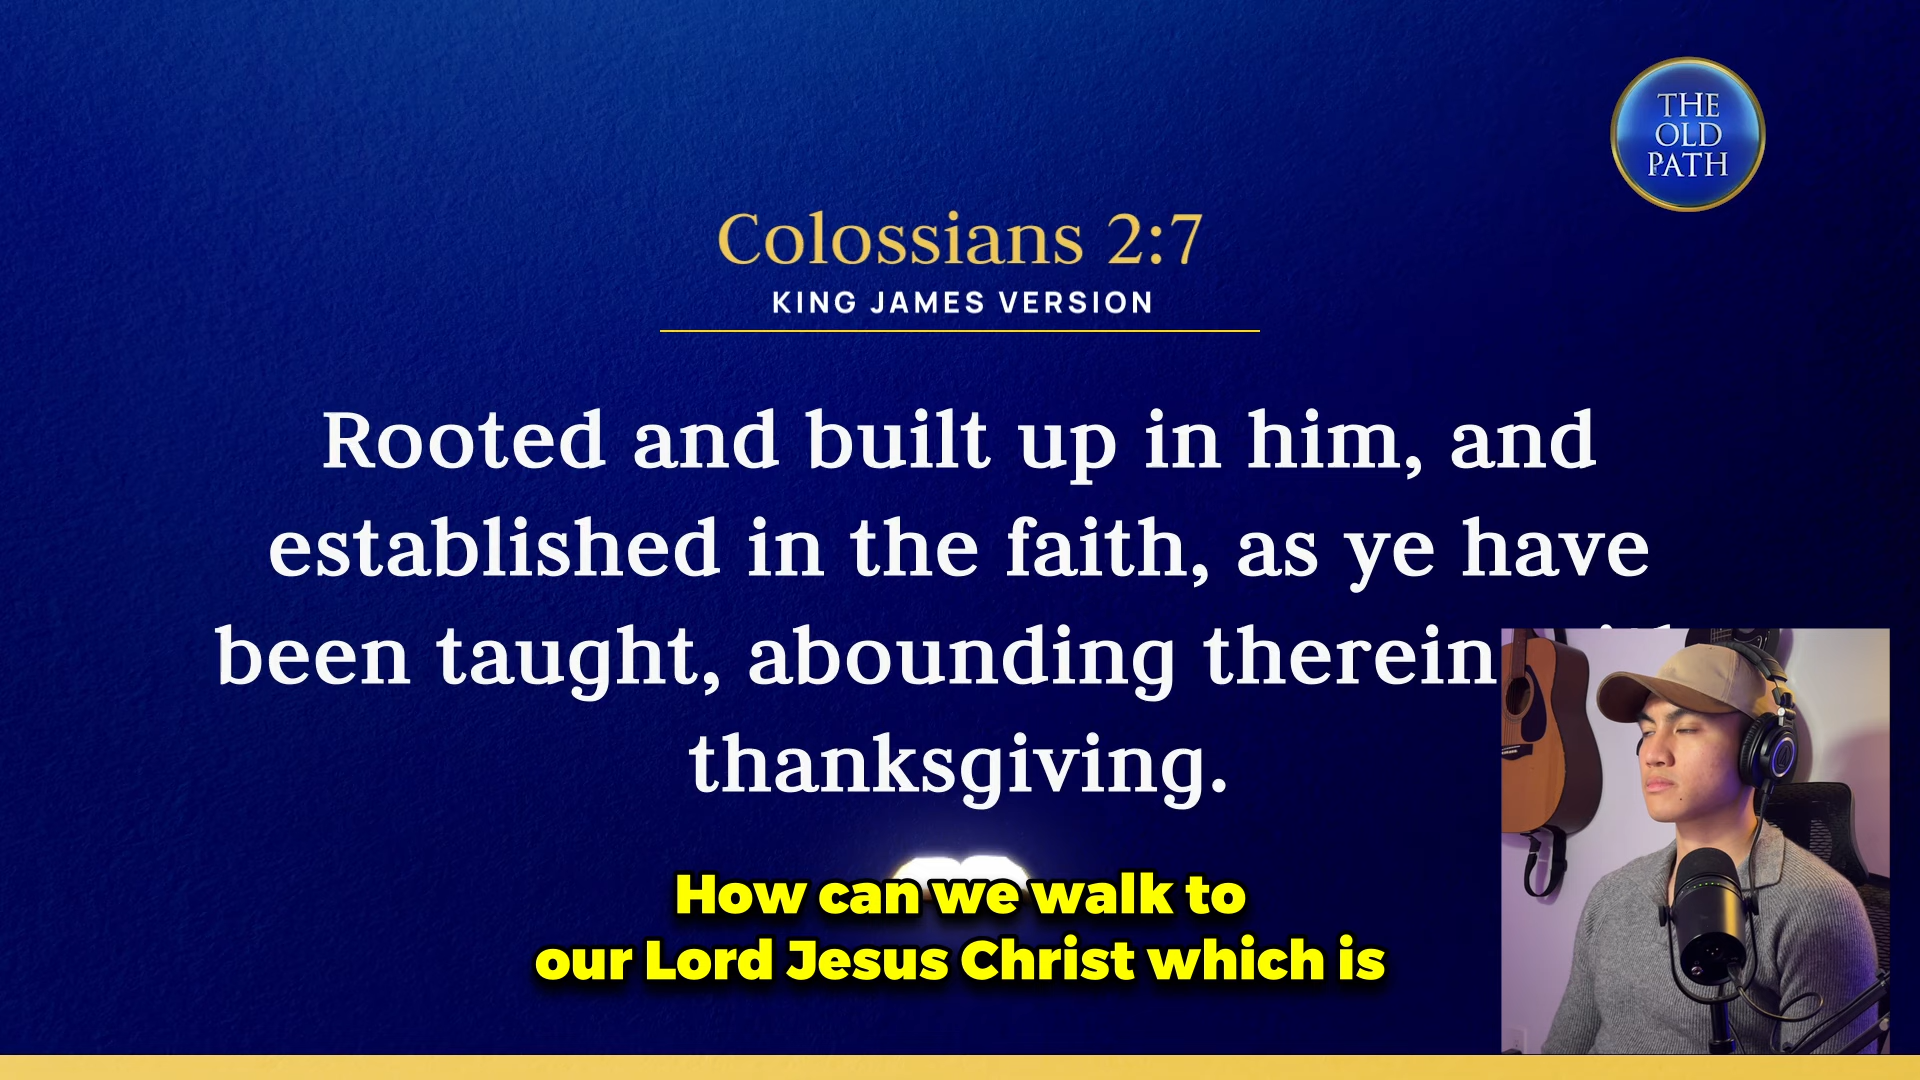 THE
OLD
PATH
Colossians 2:7
KING JAMES VERSION
Rooted and built up in him, and
established in the faith, as ye have
been taught, abounding therein
thanksgiving.
How can we walk to
our Lord Jesus Christ which is